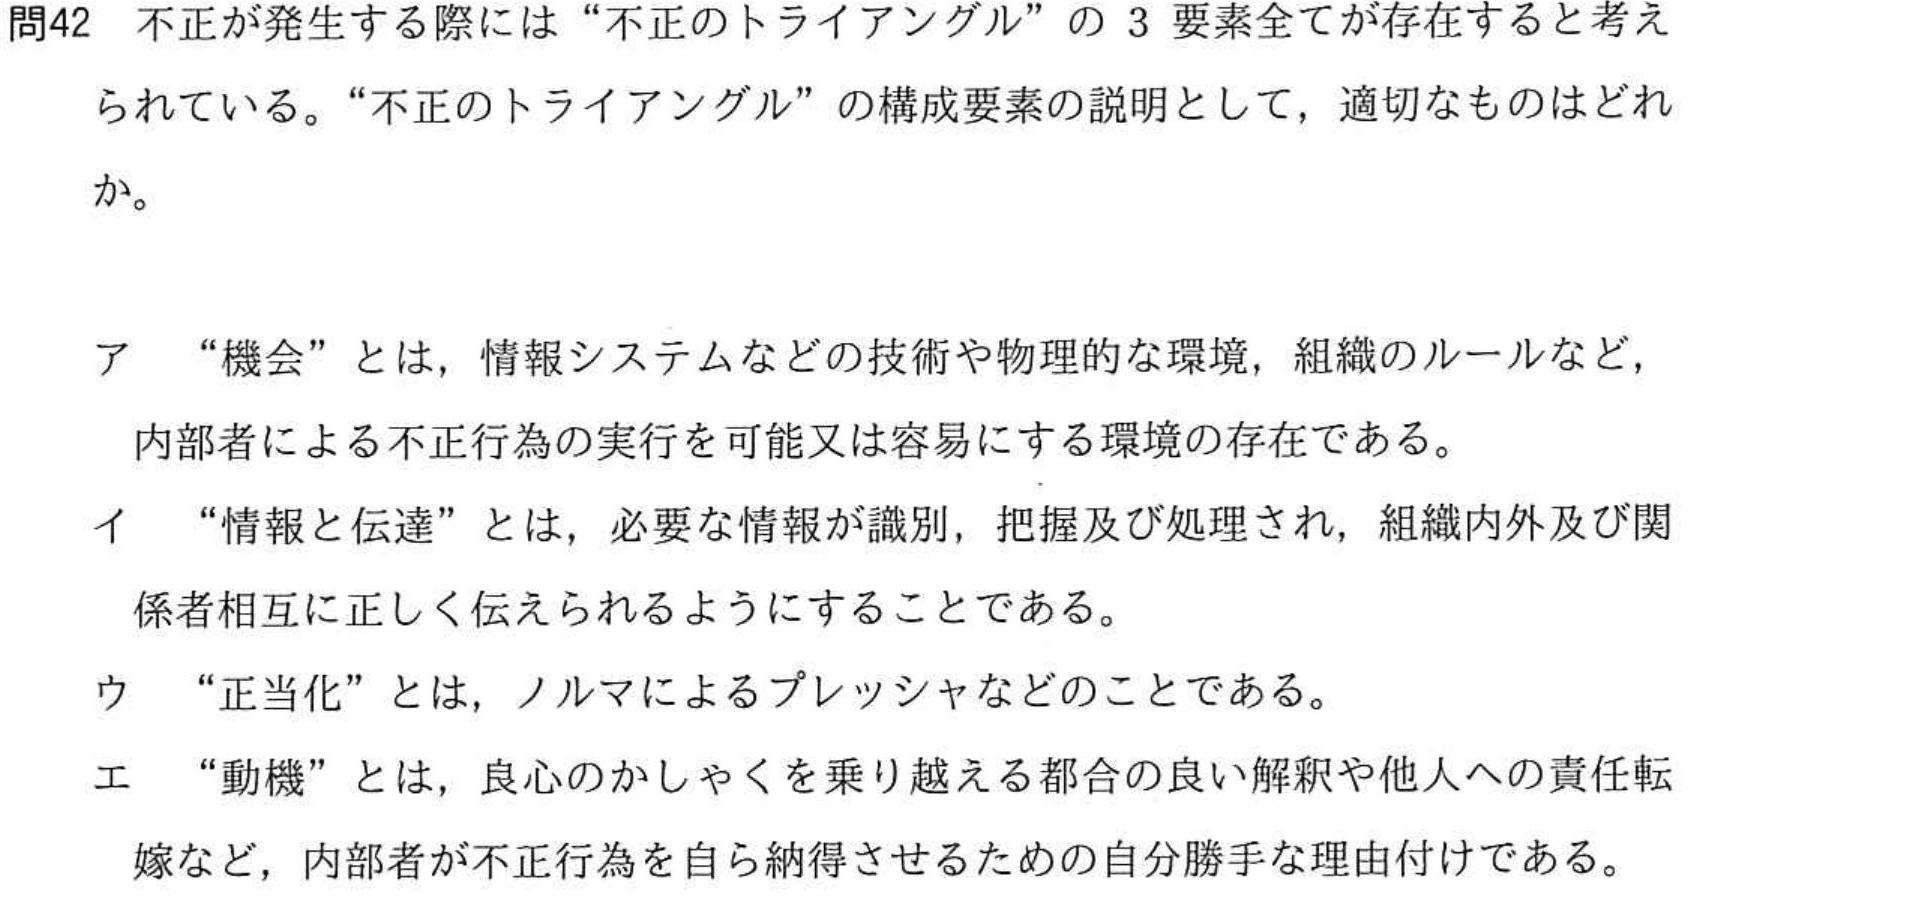 問42 不正が発生する際には“不正のトライアングル”の 3 要素全てが存在すると考え
られている。“不正のトライアングル”の構成要素の説明として，適切なものはどれ
か。
ア “機会”とは，情報システムなどの技術や物理的な環境，組織のルールなど，
内部者による不正行為の実行を可能又は容易にする環境の存在である。
イ “情報と伝達”とは，必要な情報が識別，把握及び処理され，組織内外及び関
係者相互に正しく伝えられるようにすることである。
ウ “正当化”とは，ノルマによるプレッシャなどのことである。
エ “動機”とは，良心のかしゃくを乗り越える都合の良い解釈や他人への責任転
嫁など，内部者が不正行為を自ら納得させるための自分勝手な理由付けである。